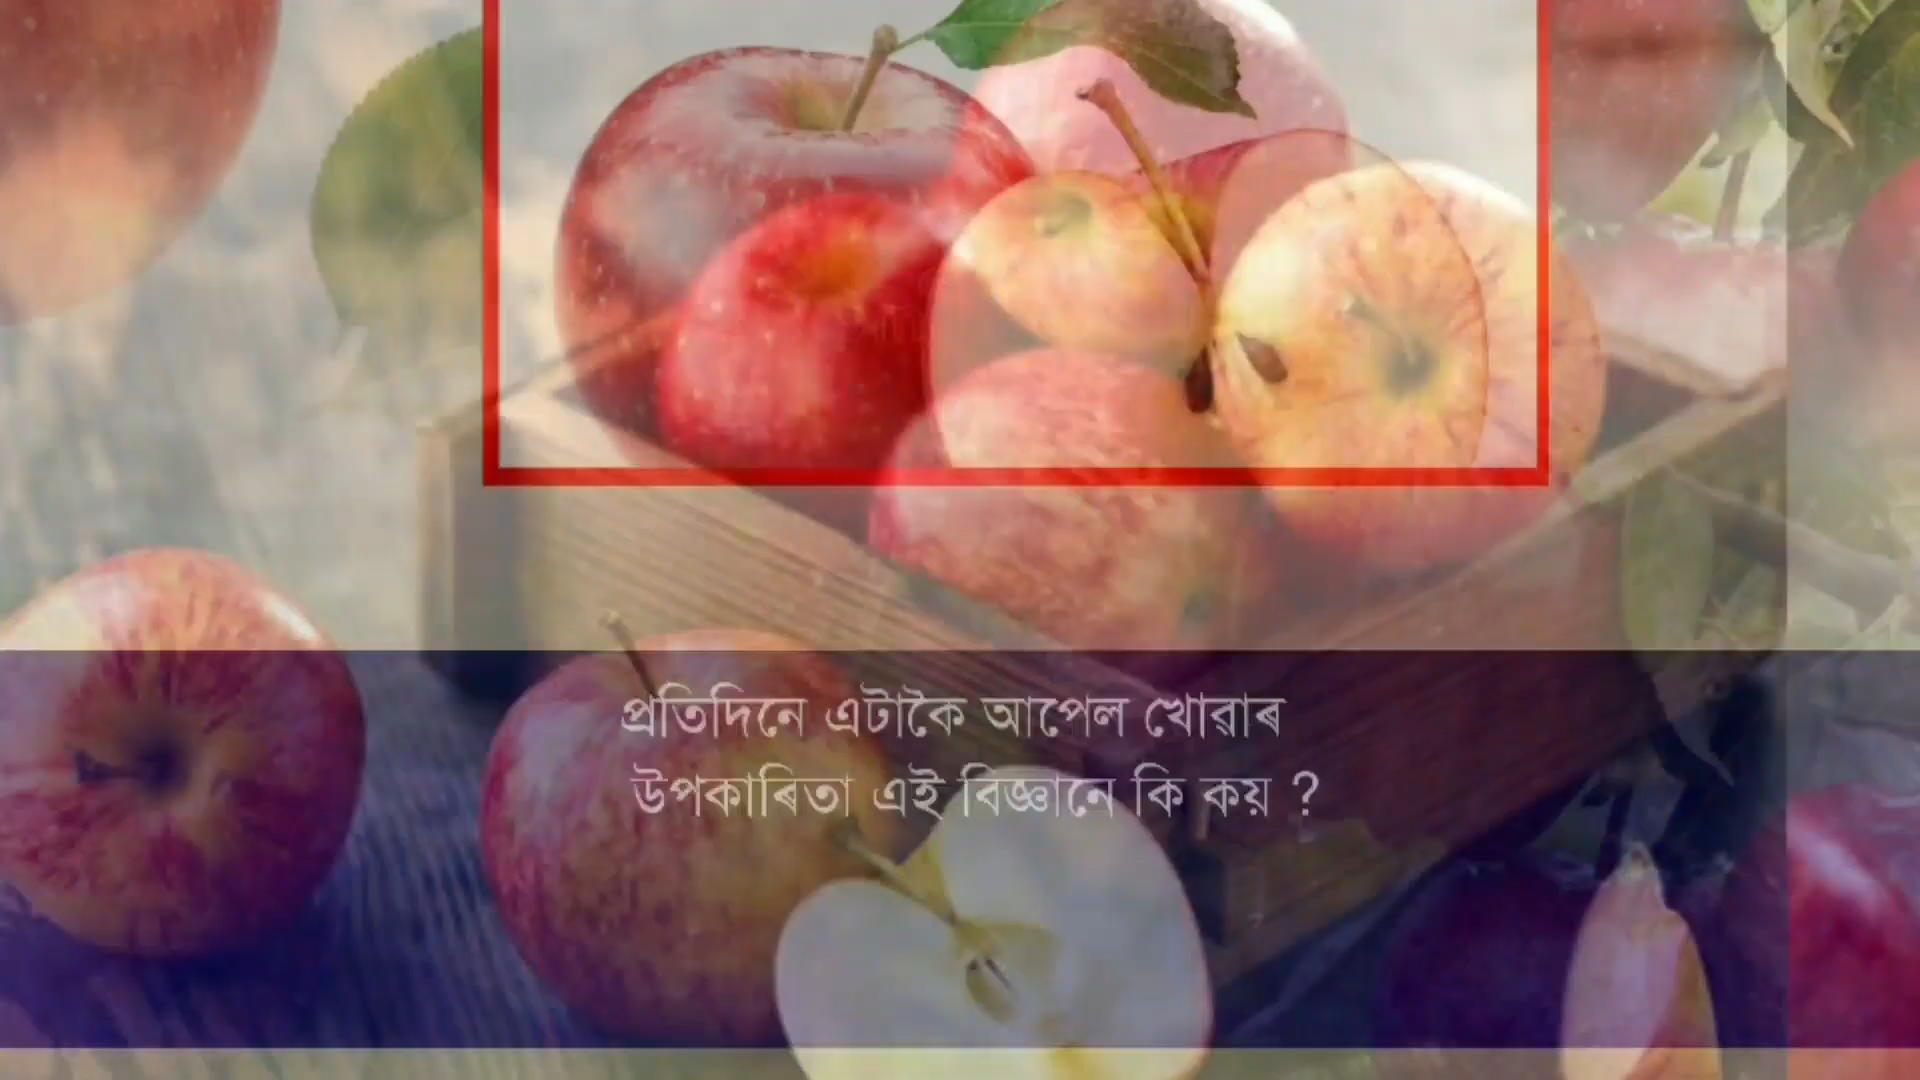 প্ৰতিদিনে এটাকৈ আপেল খোৱাৰ
উপকাৰিতা এই বিজ্ঞানে কি কয় ?